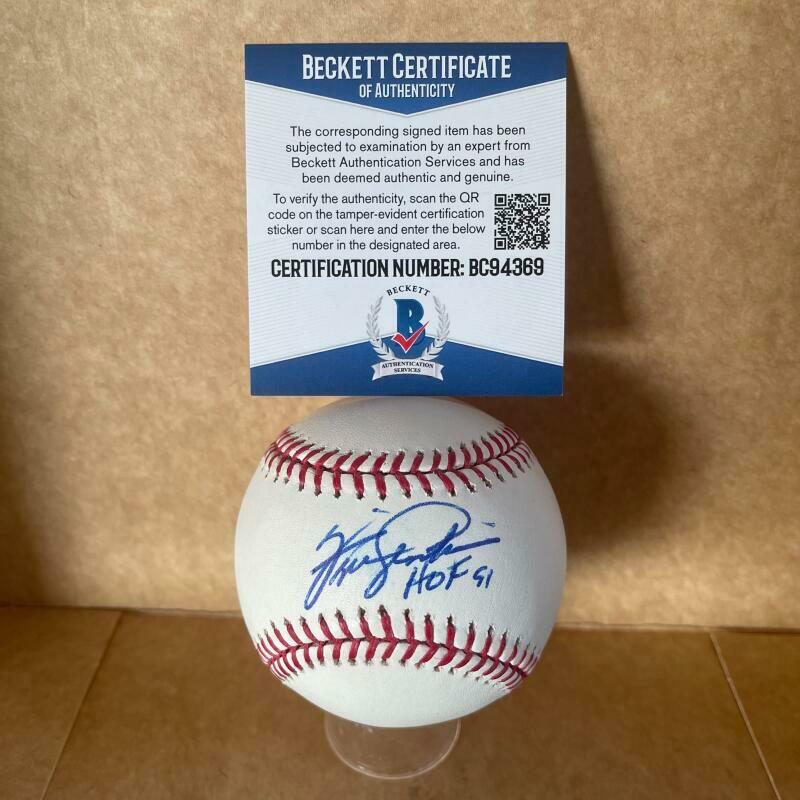 BECKETT CERTIFICATE
OF AUTHENTICITY
The corresponding signed item has been
subjected to examination by an expert from
Beckett Authentication Services and has
been deemed authentic and genuine.
To verify the authenticity, scan the QR
code on the tamper-evident certification
sticker or scan here and enter the below
number in the designated area.
CERTIFICATION NUMBER: BC94369
BECKETT
B
AUTHENTICATION
SERVICES
HOF 91